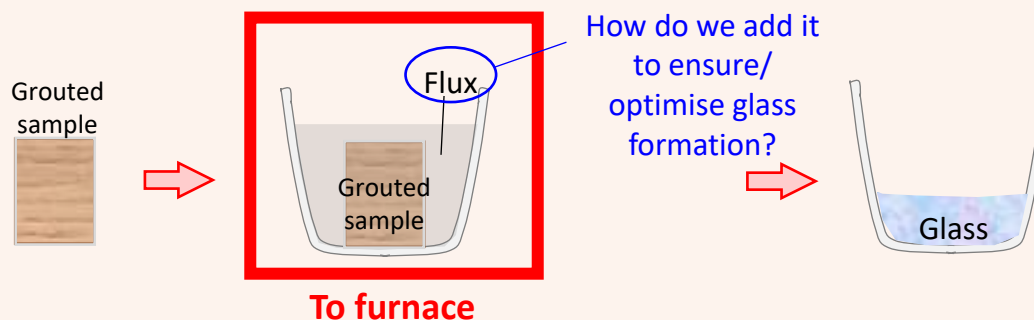 Grouted
sample
Flux
Grouted
sample
To furnace
How do we add it
to ensure/
optimise glass
formation?
Glass